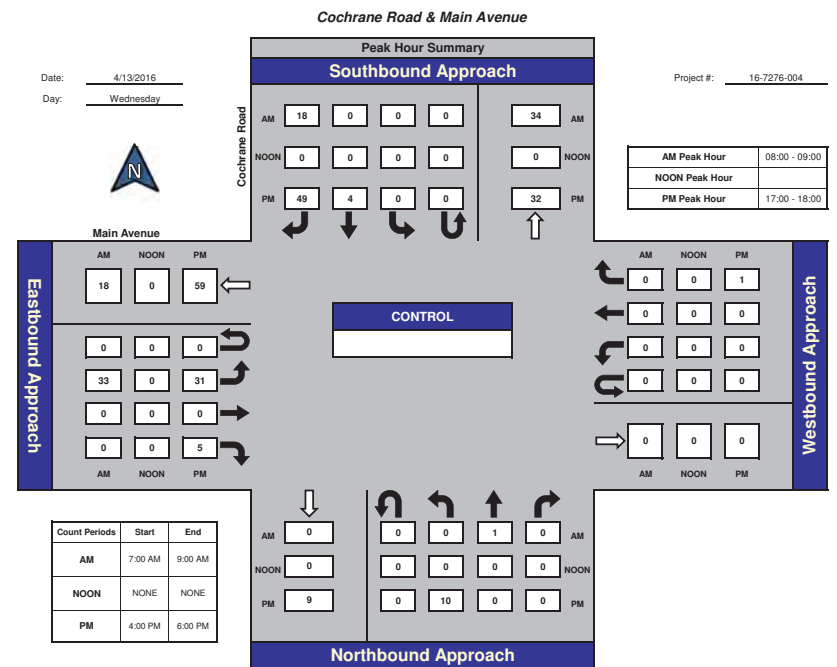 Cochrane Road & Main Avenue
Peak Hour Summary
Southbound Approach
Date: 4/13/2016
Project #: 16-7276-004
Day: Wednesday
Cochrane Road
AM 18 0 0 0 34 AM
NOON 0 0 0 0 0 NOON
PM 49 4 0 0 32 PM
N
AM Peak Hour 08:00 - 09:00
NOON Peak Hour
PM Peak Hour 17:00 - 18:00
Main Avenue
Eastbound Approach
AM NOON PM
18 0 59
0 0 0
33 0 31
0 0 0
0 0 5
AM NOON PM
CONTROL
AM NOON PM
0 0 1
0 0 0
0 0 0
0 0 0
0 0 0
AM NOON PM
Westbound Approach
Count Periods Start End
AM 7:00 AM 9:00 AM
NOON NONE NONE
PM 4:00 PM 6:00 PM
AM 0 0 0 1 0 AM
NOON 0 0 0 0 0 NOON
PM 9 0 10 0 0 PM
Northbound Approach